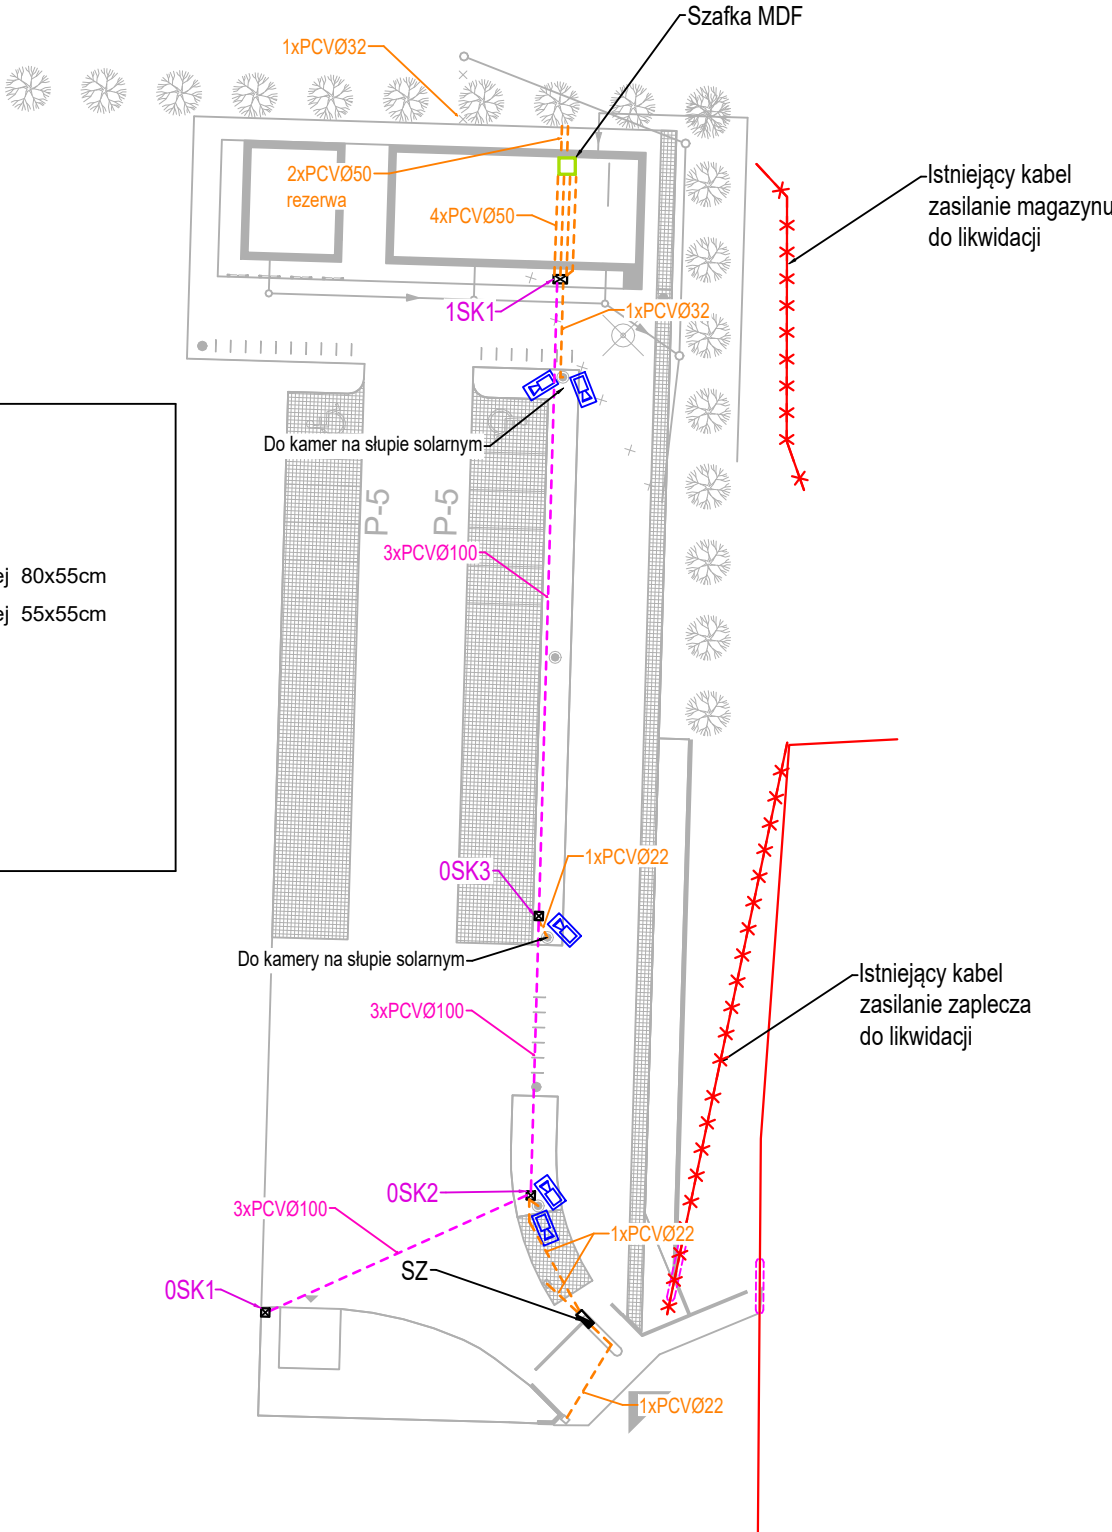 Szafka MDF
1xPCVØ32
2xPCVØ50
rezerwa
4xPCVØ50
Istniejący kabel
zasilanie magazynu
do likwidacji
1SK1
1xPCVØ32
Do kamer na słupie solarnym
P-5
P-5
3xPCVØ100
ej 80x55cm
ej 55x55cm
1xPCVØ22
0SK3
Do kamery na słupie solarnym
Istniejący kabel
zasilanie zaplecza
do likwidacji
3xPCVØ100
0SK2
3xPCVØ100
1xPCVØ22
SZ
0SK1
1xPCVØ22